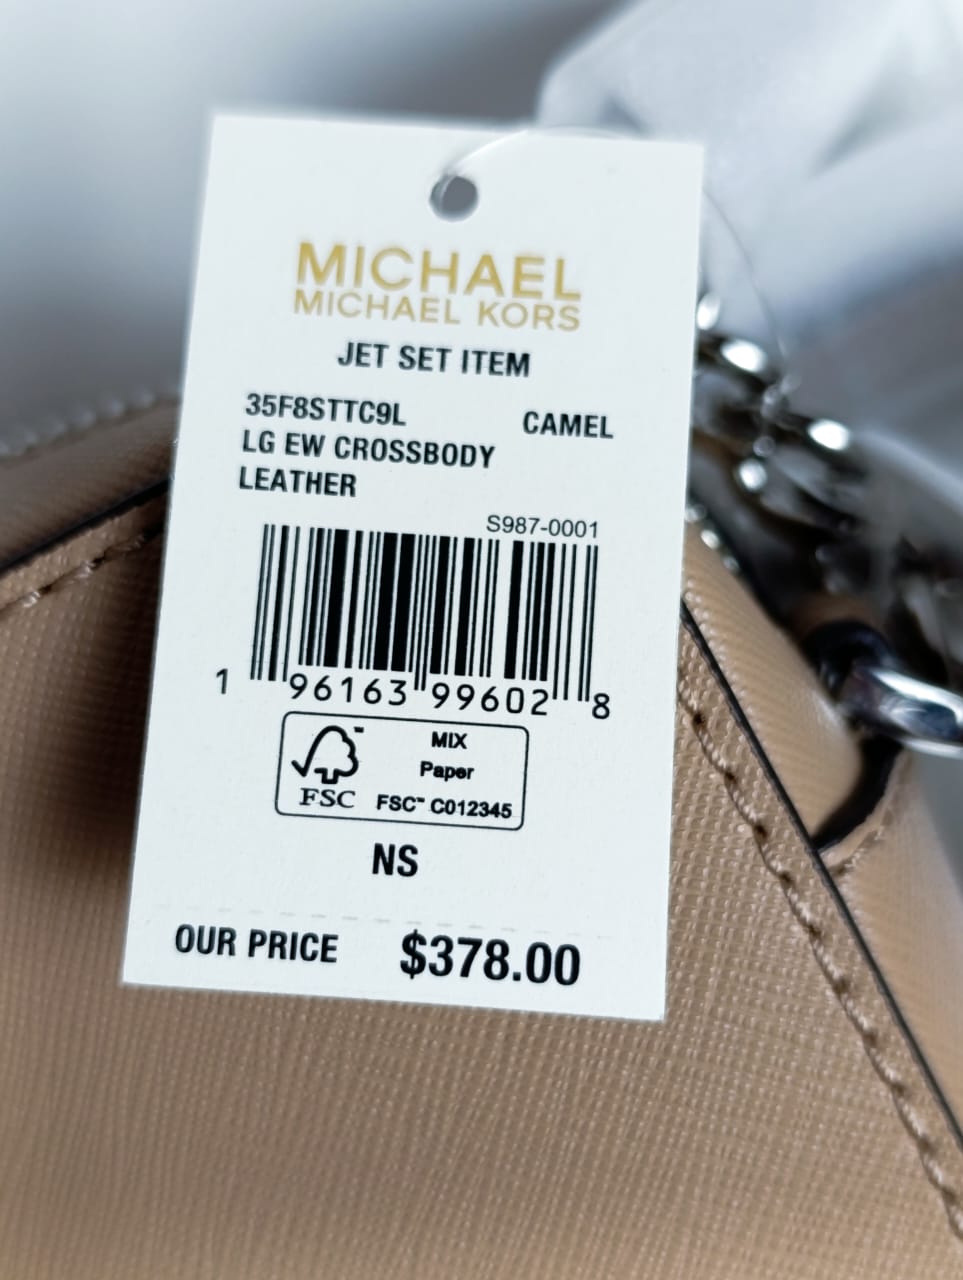 MICHAEL
MICHAEL KORS
JET SET ITEM
35F8STTC9L CAMEL
LG EW CROSSBODY
LEATHER
S987-0001
1 96163 99602 8
FSC™
MIX
Paper
FSC™ C012345
NS
OUR PRICE $378.00